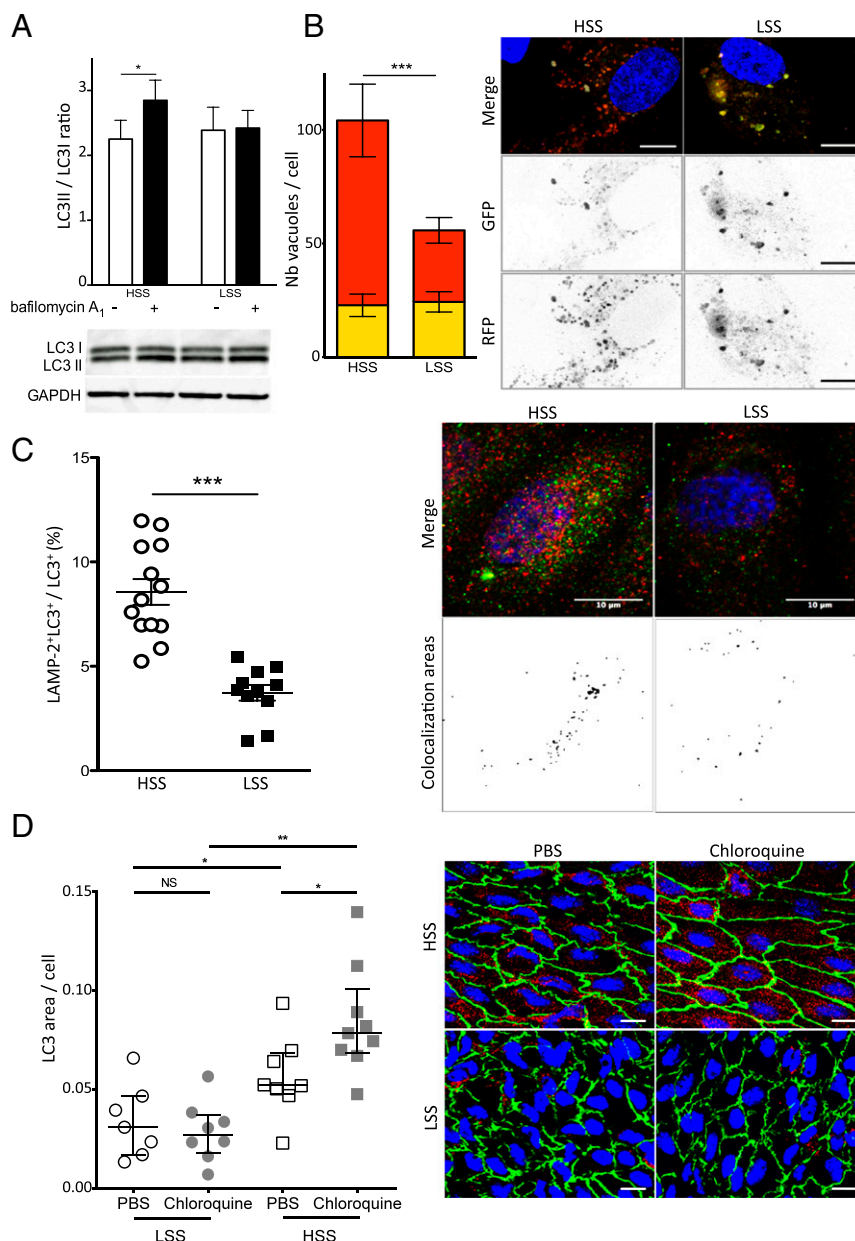 A
*
LC3II / LC3I ratio
3
2
1
0
HSS
LSS
bafilomycin A1
- + - +
LC3 I
LC3 II
GAPDH
B
***
Nb vacuoles / cell
100
50
0
HSS
LSS
HSS
LSS
Merge
GFP
RFP
C
***
LAMP-2+LC3+ / LC3+ (%)
15
10
5
0
HSS
LSS
HSS
LSS
Merge
10 µm
10 µm
Colocalization areas
D
**
*
NS
*
LC3 area / cell
0.15
0.10
0.05
0.00
PBS Chloroquine PBS Chloroquine
LSS
HSS
PBS
Chloroquine
HSS
LSS